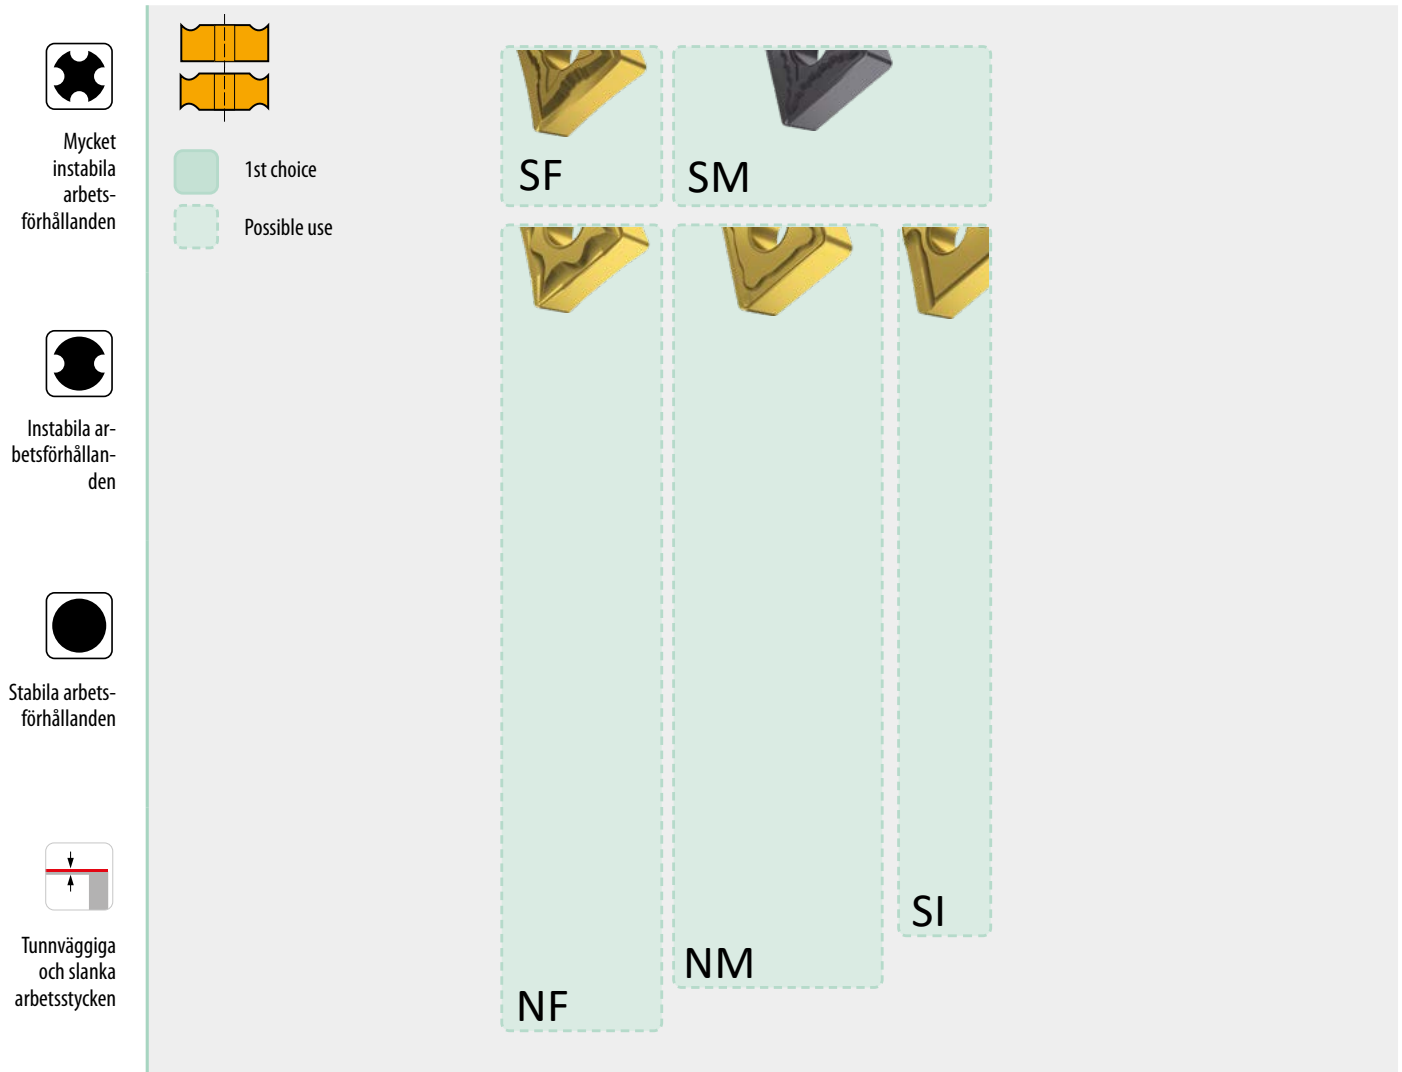 Mycket
instabila
arbets-
förhållanden
Instabila ar-
betsförhållan-
den
Stabila arbets-
förhållanden
Tunnväggiga
och slanka
arbetsstycken
1st choice
Possible use
SF
SM
NF
NM
SI